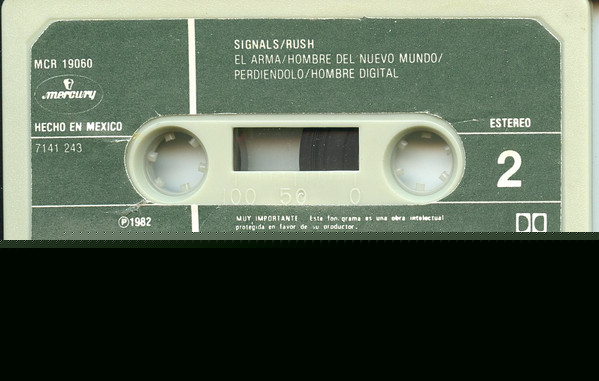 MCR 19060
mercury
HECHO EN MEXICO
7141 243
SIGNALS/RUSH
EL ARMA/HOMBRE DEL NUEVO MUNDO/
PERDIENDOLO/HOMBRE DIGITAL
ESTEREO
2
00 50 0
℗1982
MUY IMPORTANTE Este fonograma es una obra intelectual
protegida en favor de su productor.